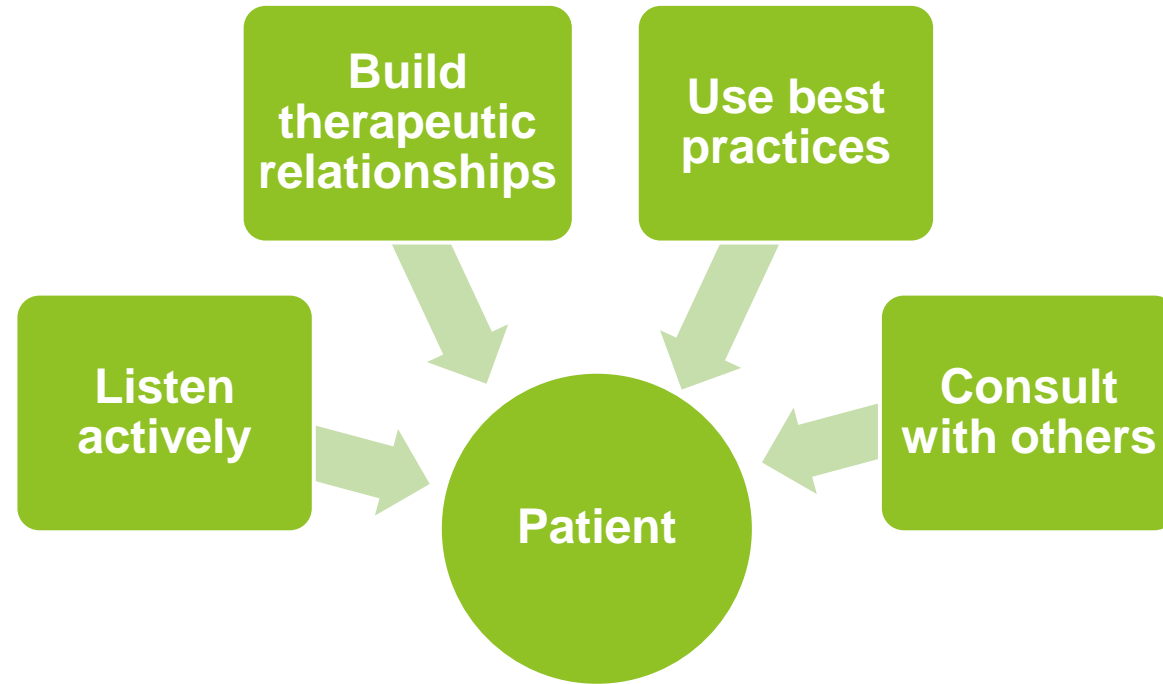 Build
therapeutic
relationships
Use best
practices
Listen
actively
Consult
with others
Patient